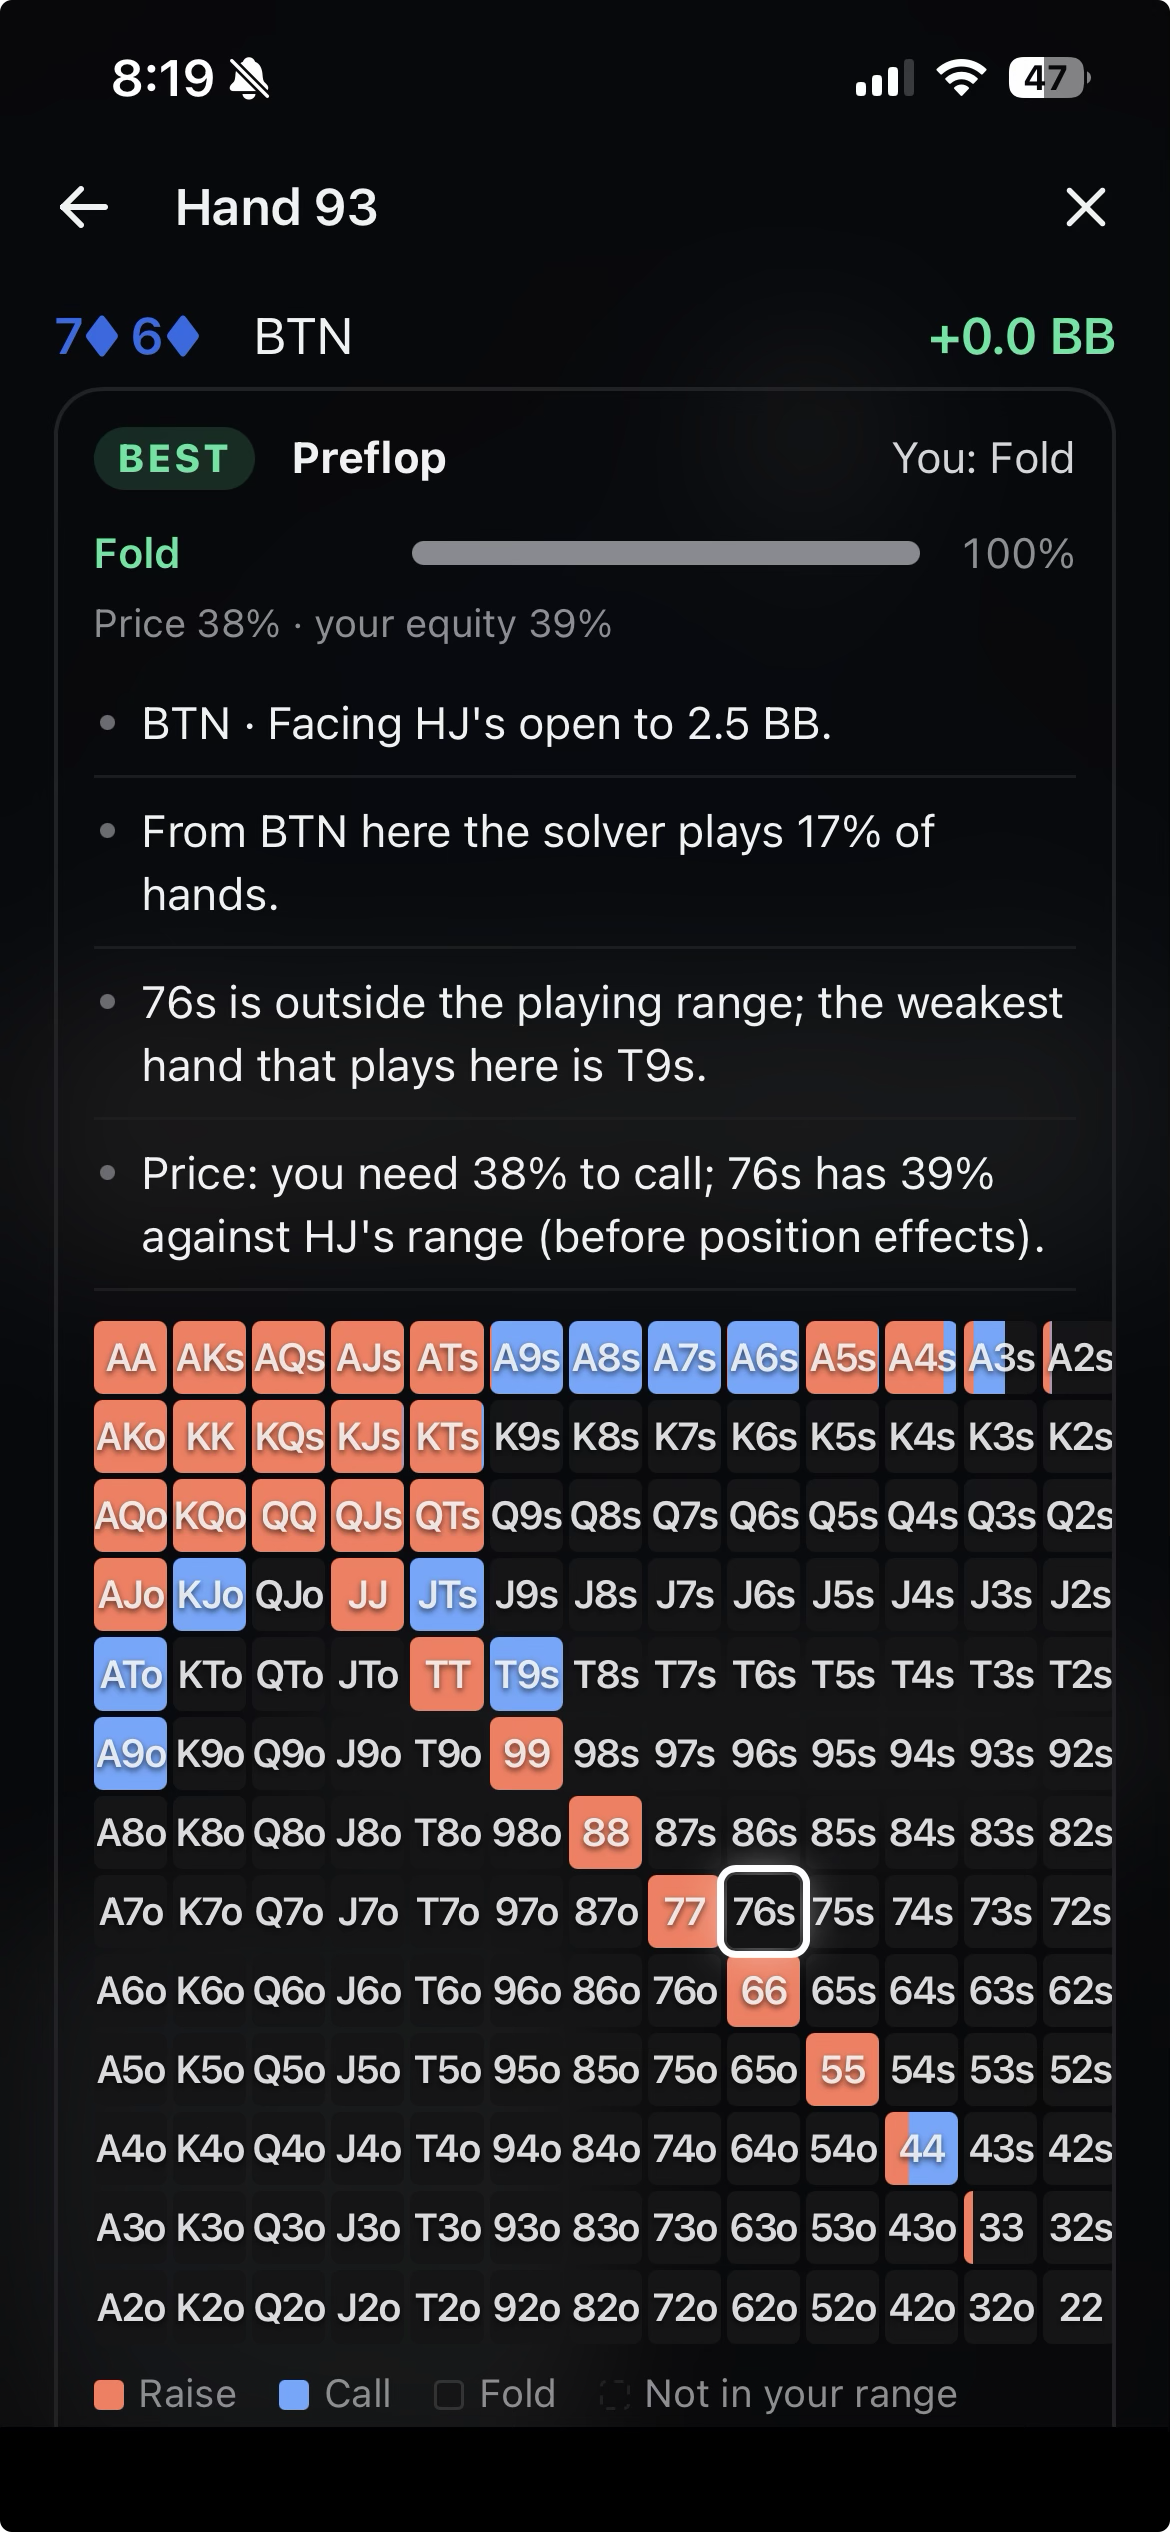 8:19
47
Hand 93
7♦ 6♦ BTN +0.0 BB
BEST Preflop You: Fold
Fold 100%
Price 38% · your equity 39%
• BTN · Facing HJ's open to 2.5 BB.
• From BTN here the solver plays 17% of
hands.
• 76s is outside the playing range; the weakest
hand that plays here is T9s.
• Price: you need 38% to call; 76s has 39%
against HJ's range (before position effects).
AA AKs AQs AJs ATs A9s A8s A7s A6s A5s A4s A3s A2s
AKo KK KQs KJs KTs K9s K8s K7s K6s K5s K4s K3s K2s
AQo KQo QQ QJs QTs Q9s Q8s Q7s Q6s Q5s Q4s Q3s Q2s
AJo KJo QJo JJ JTs J9s J8s J7s J6s J5s J4s J3s J2s
ATo KTo QTo JTo TT T9s T8s T7s T6s T5s T4s T3s T2s
A9o K9o Q9o J9o T9o 99 98s 97s 96s 95s 94s 93s 92s
A8o K8o Q8o J8o T8o 98o 88 87s 86s 85s 84s 83s 82s
A7o K7o Q7o J7o T7o 97o 87o 77 76s 75s 74s 73s 72s
A6o K6o Q6o J6o T6o 96o 86o 76o 66 65s 64s 63s 62s
A5o K5o Q5o J5o T5o 95o 85o 75o 65o 55 54s 53s 52s
A4o K4o Q4o J4o T4o 94o 84o 74o 64o 54o 44 43s 42s
A3o K3o Q3o J3o T3o 93o 83o 73o 63o 53o 43o 33 32s
A2o K2o Q2o J2o T2o 92o 82o 72o 62o 52o 42o 32o 22
Raise Call Fold Not in your range